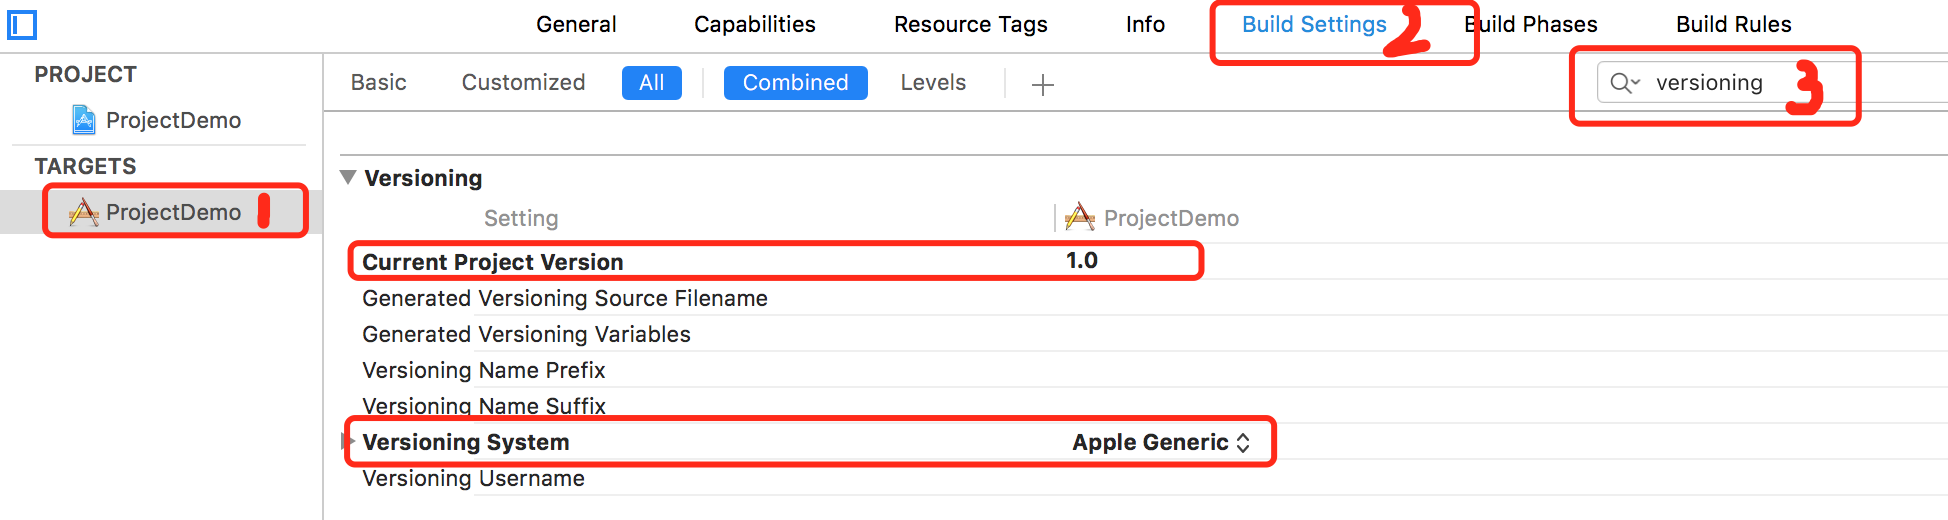 General Capabilities Resource Tags Info Build Settings 2 Build Phases Build Rules
PROJECT
ProjectDemo
TARGETS
ProjectDemo 1
Basic Customized All Combined Levels + versioning 3
Versioning
Setting ProjectDemo
Current Project Version 1.0
Generated Versioning Source Filename
Generated Versioning Variables
Versioning Name Prefix
Versioning Name Suffix
Versioning System Apple Generic
Versioning Username